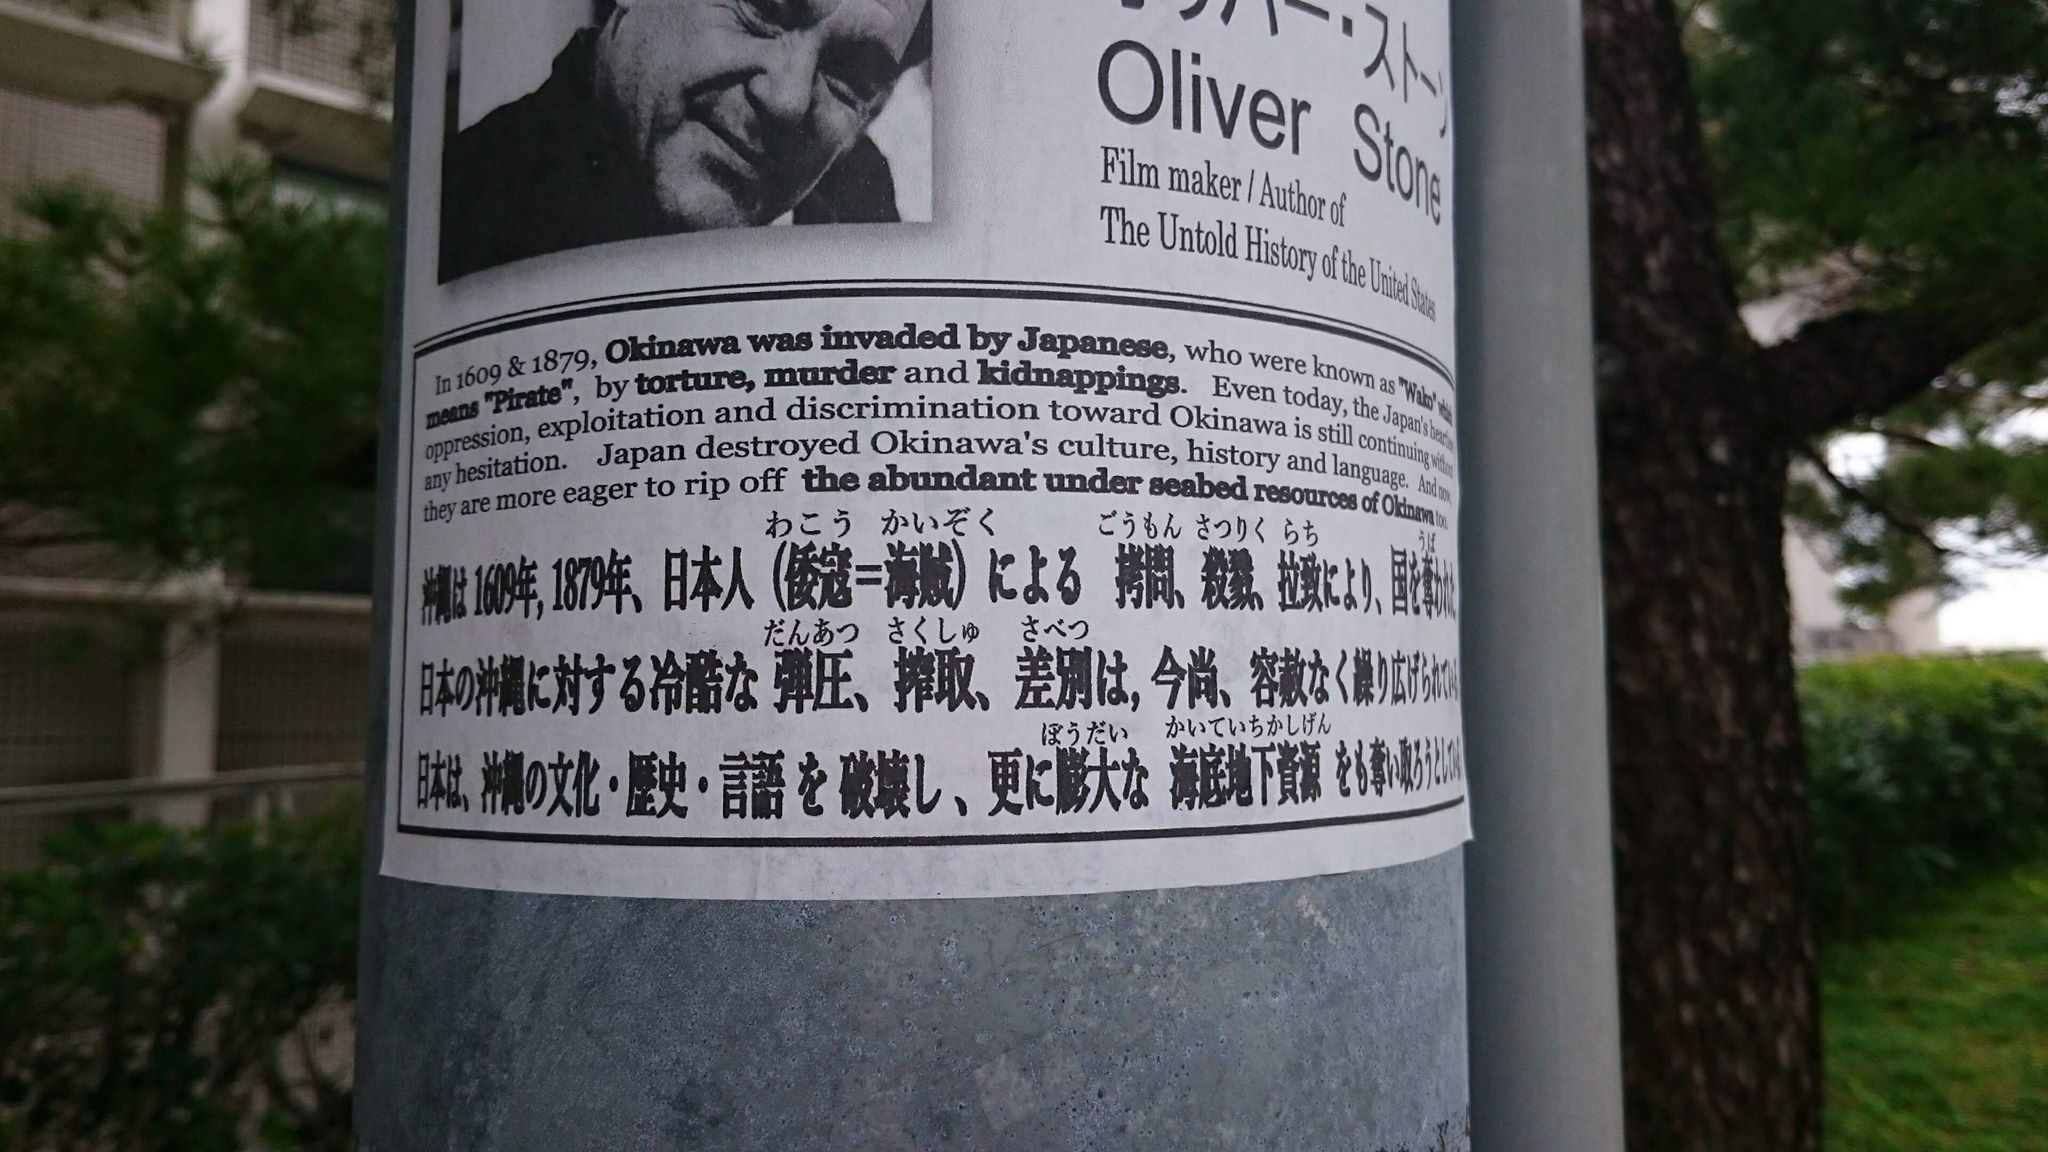 リバー・ストーン
Oliver Stone
Film maker / Author of
The Untold History of the United States
In 1609 & 1879, Okinawa was invaded by Japanese, who were known as "Wako"
means "Pirate", by torture, murder and kidnappings. Even today, the Japan's
oppression, exploitation and discrimination toward Okinawa is still continuing without
any hesitation. Japan destroyed Okinawa's culture, history and language. And now,
they are more eager to rip off the abundant under seabed resources of Okinawa too.
わこう かいぞく ごうもん さつりく らち うば
沖縄は 1609年, 1879年、日本人 (倭寇=海賊) による 拷問、殺戮、拉致により、国を奪われた
だんあつ さくしゅ さべつ
日本の沖縄に対する冷酷な 弾圧、搾取、差別は, 今尚、容赦なく繰り広げられている
ぼうだい かいていちかしげん
日本は、沖縄の文化・歴史・言語 を 破壊し 、更に膨大な 海底地下資源 をも奪い取ろうとしている